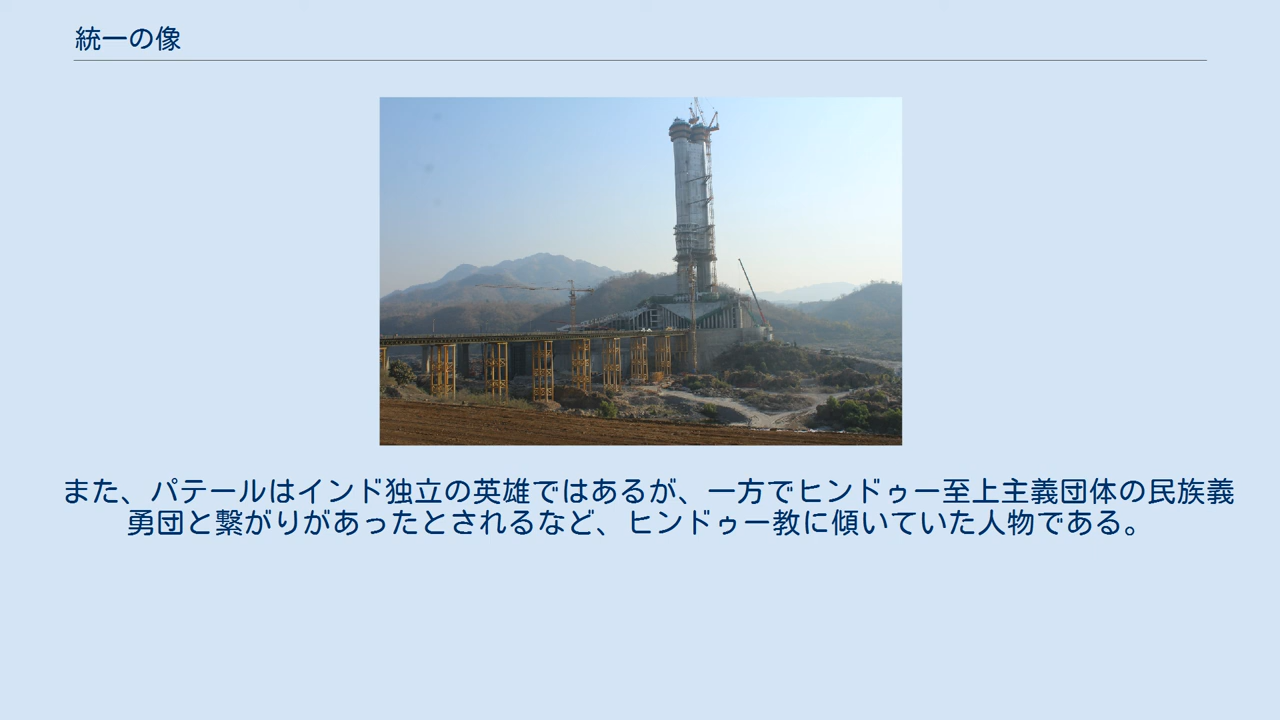 統一の像
また、パテールはインド独立の英雄ではあるが、一方でヒンドゥー至上主義団体の民族義
勇団と繋がりがあったとされるなど、ヒンドゥー教に傾いていた人物である。